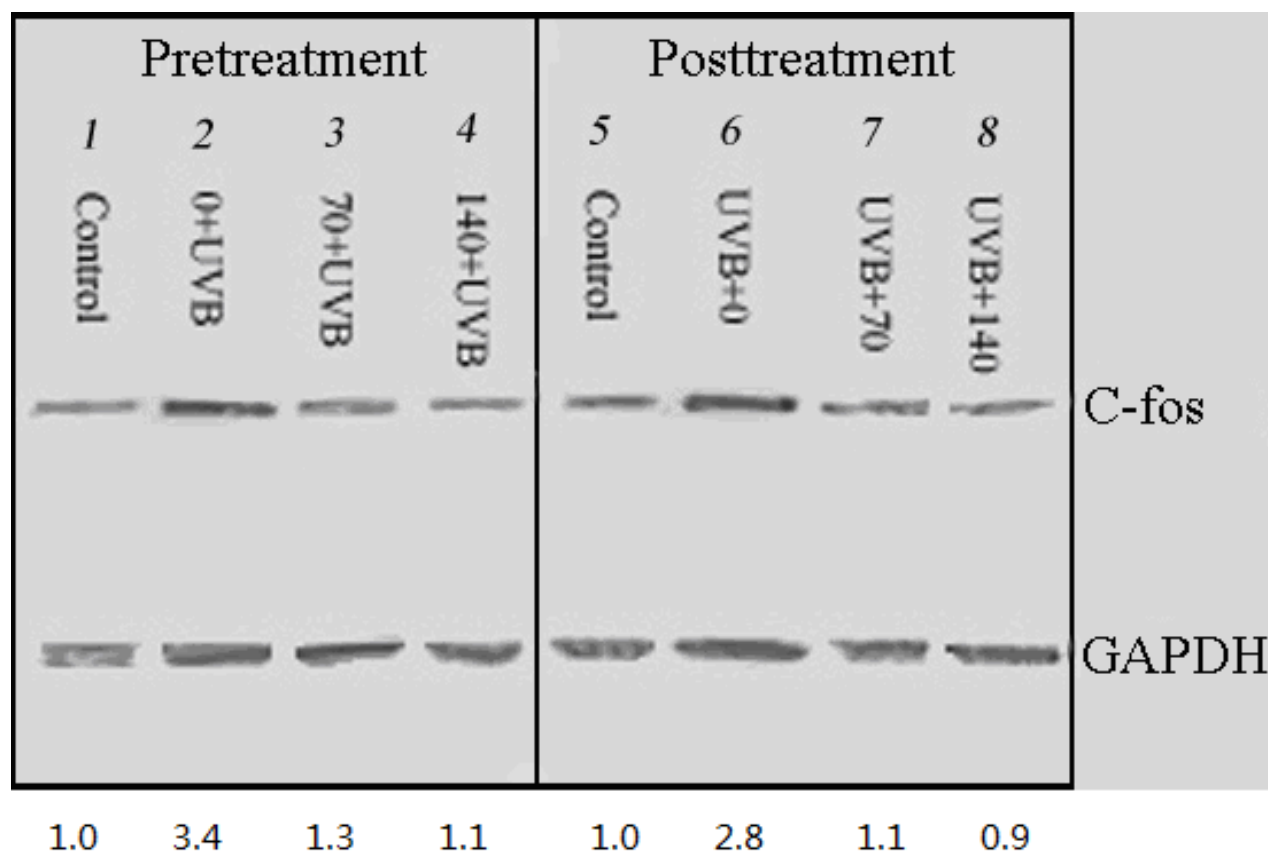 Pretreatment Posttreatment
1 2 3 4 5 6 7 8
Control 0+UVB 70+UVB 140+UVB Control UVB+0 UVB+70 UVB+140
C-fos
GAPDH
1.0 3.4 1.3 1.1 1.0 2.8 1.1 0.9